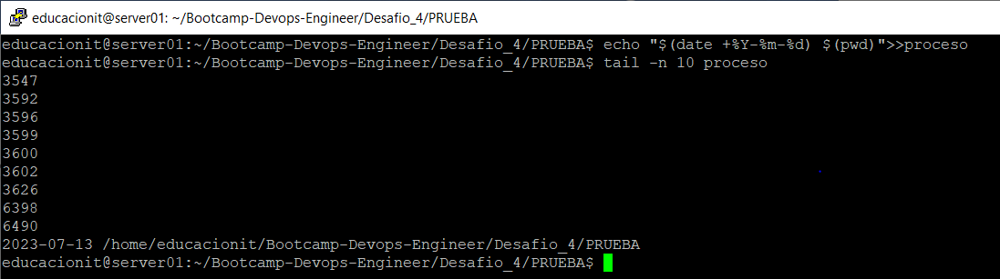 educacionit@server01: ~/Bootcamp-Devops-Engineer/Desafio_4/PRUEBA
educacionit@server01:~/Bootcamp-Devops-Engineer/Desafio_4/PRUEBA$ echo "$(date +%Y-%m-%d) $(pwd)">>proceso
educacionit@server01:~/Bootcamp-Devops-Engineer/Desafio_4/PRUEBA$ tail -n 10 proceso
3547
3592
3596
3599
3600
3602
3626
6398
6490
2023-07-13 /home/educacionit/Bootcamp-Devops-Engineer/Desafio_4/PRUEBA
educacionit@server01:~/Bootcamp-Devops-Engineer/Desafio_4/PRUEBA$